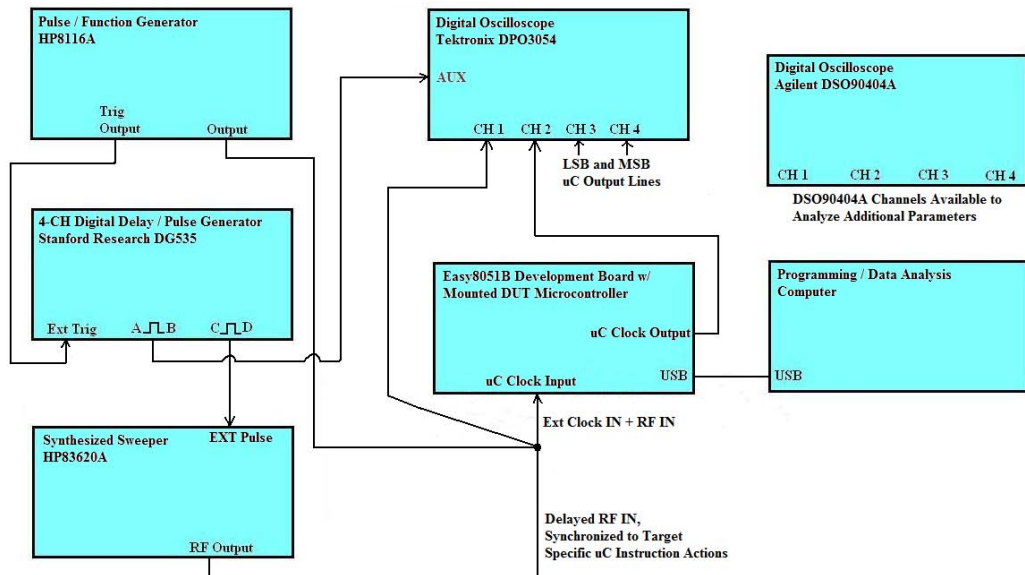 Pulse / Function Generator
HP8116A
Trig
Output
Output
Digital Oscilloscope
Tektronix DPO3054
AUX
CH 1
CH 2
CH 3
CH 4
LSB and MSB
uC Output Lines
Digital Oscilloscope
Agilent DSO90404A
CH 1
CH 2
CH 3
CH 4
DSO90404A Channels Available to
Analyze Additional Parameters
4-CH Digital Delay / Pulse Generator
Stanford Research DG535
Ext Trig
A B
C D
Easy8051B Development Board w/
Mounted DUT Microcontroller
uC Clock Output
USB
uC Clock Input
Programming / Data Analysis
Computer
USB
Ext Clock IN + RF IN
Synthesized Sweeper
HP83620A
EXT Pulse
RF Output
Delayed RF IN,
Synchronized to Target
Specific uC Instruction Actions